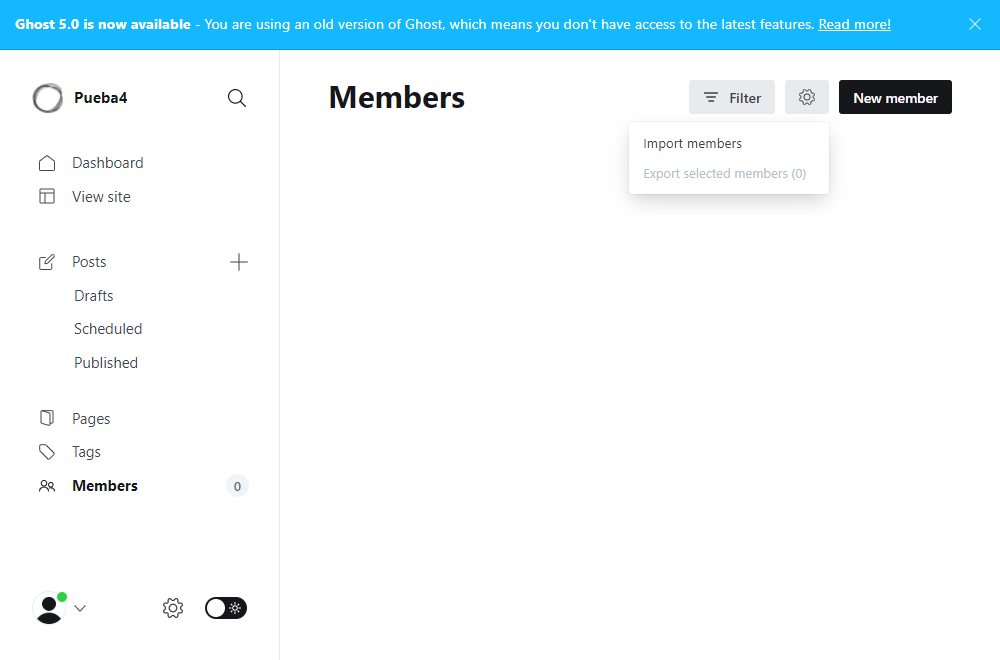 Ghost 5.0 is now available - You are using an old version of Ghost, which means you don't have access to the latest features. Read more!
Pueba4
Dashboard
View site
Posts
Drafts
Scheduled
Published
Pages
Tags
Members
0
Members
Filter
New member
Import members
Export selected members (0)